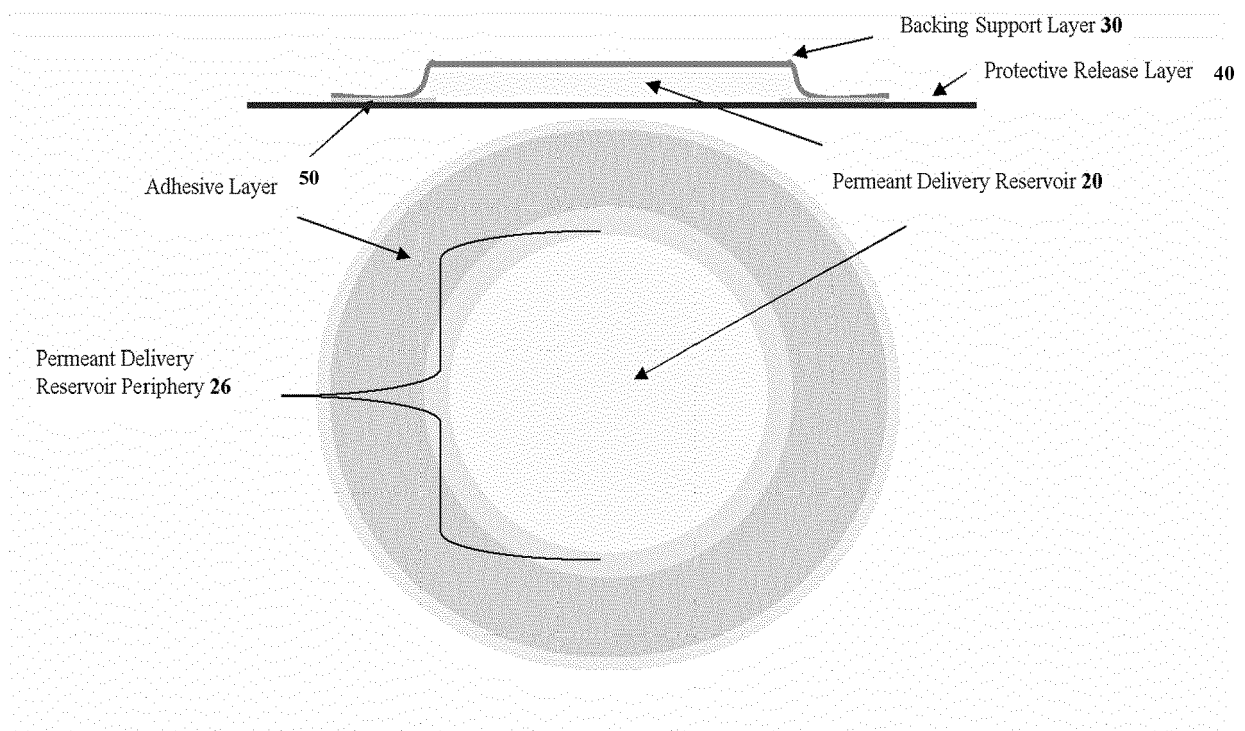 Backing Support Layer 30
Protective Release Layer 40
Adhesive Layer 50
Permeant Delivery Reservoir 20
Permeant Delivery
Reservoir Periphery 26